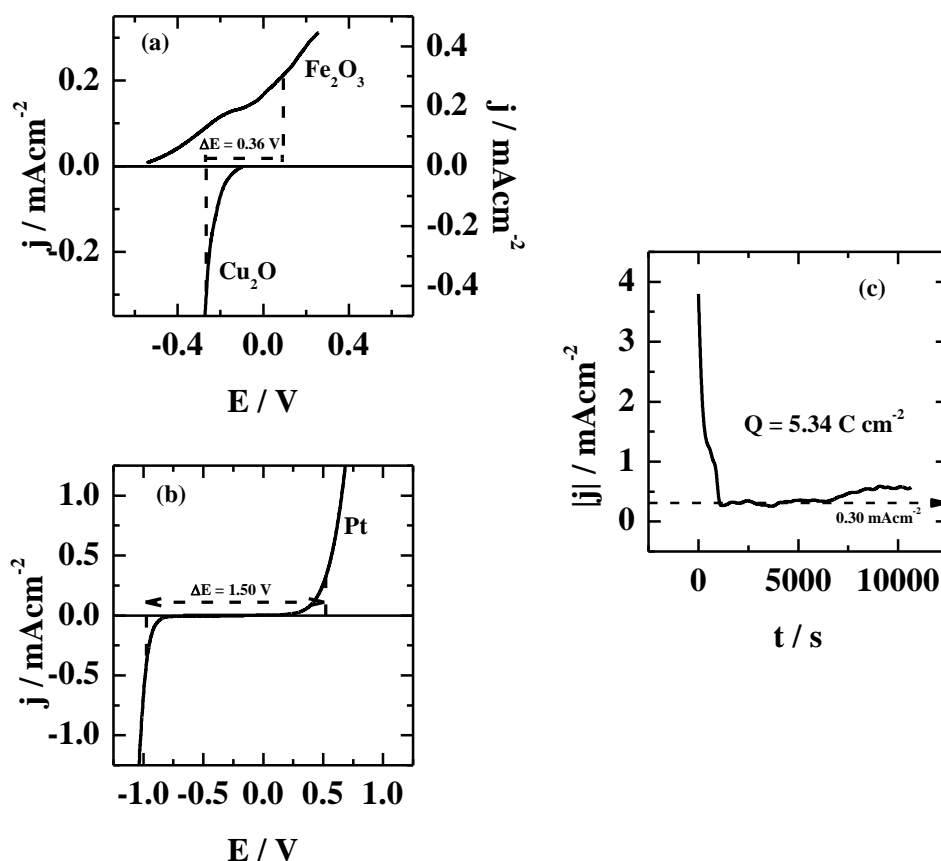 (a)
Fe₂O₃
ΔE = 0.36 V
Cu₂O
0.2
0.0
-0.2
j / mAcm⁻²
0.4
0.2
0.0
-0.2
-0.4
j / mAcm⁻²
-0.4 0.0 0.4
E / V
(b)
Pt
ΔE = 1.50 V
1.0
0.5
0.0
-0.5
-1.0
j / mAcm⁻²
-1.0 -0.5 0.0 0.5 1.0
E / V
(c)
Q = 5.34 C cm⁻²
0.30 mAcm⁻²
4
3
2
1
0
|j| / mAcm⁻²
0 5000 10000
t / s